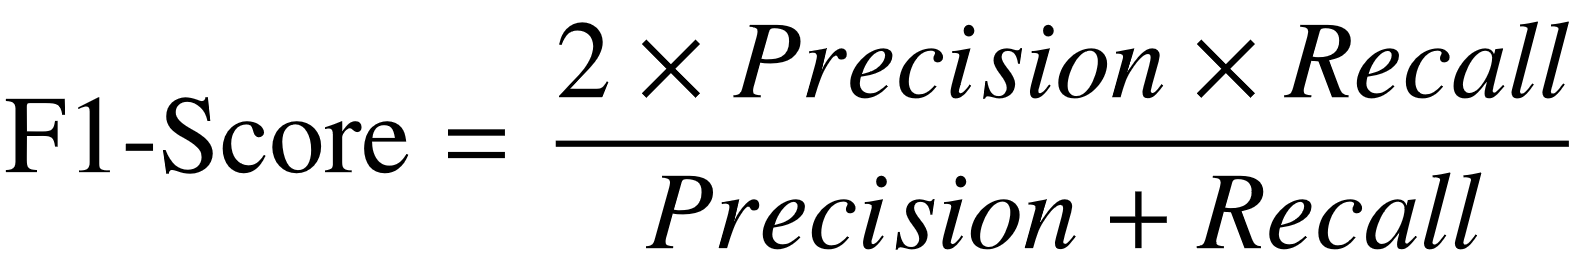 F1-Score = 2 × Precision × Recall
Precision + Recall